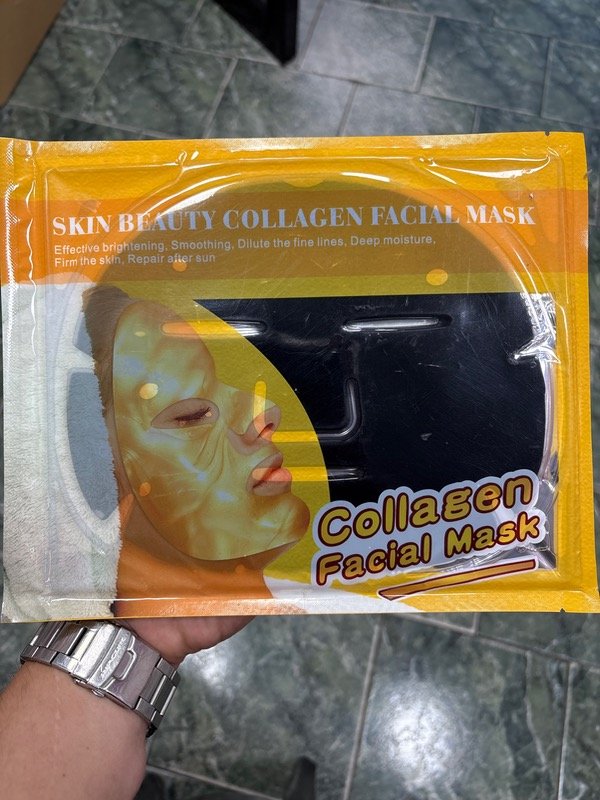 SKIN BEAUTY COLLAGEN FACIAL MASK
Effective brightening, Smoothing, Dilute the fine lines, Deep moisture,
Firm the skin, Repair after sun
Collagen
Facial Mask